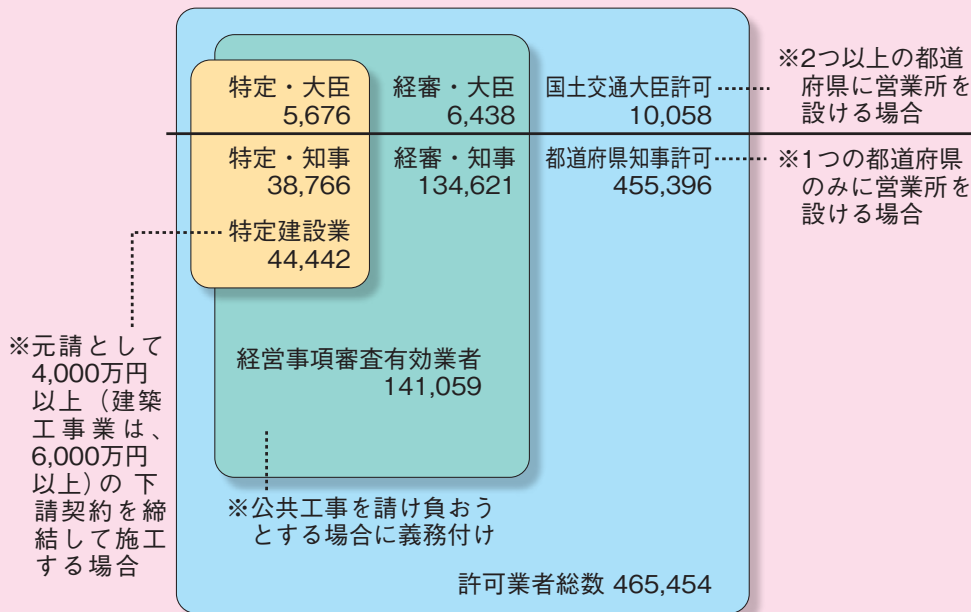 特定・大臣
5,676
経審・大臣
6,438
国土交通大臣許可
10,058
※2つ以上の都道
府県に営業所を
設ける場合
特定・知事
38,766
経審・知事
134,621
都道府県知事許可
455,396
※1つの都道府県
のみに営業所を
設ける場合
特定建設業
44,442
※元請として
4,000万円
以上（建築
工事業は、
6,000万円
以上)の下
請契約を締
結して施工
する場合
経営事項審査有効業者
141,059
※公共工事を請け負おう
とする場合に義務付け
許可業者総数 465,454